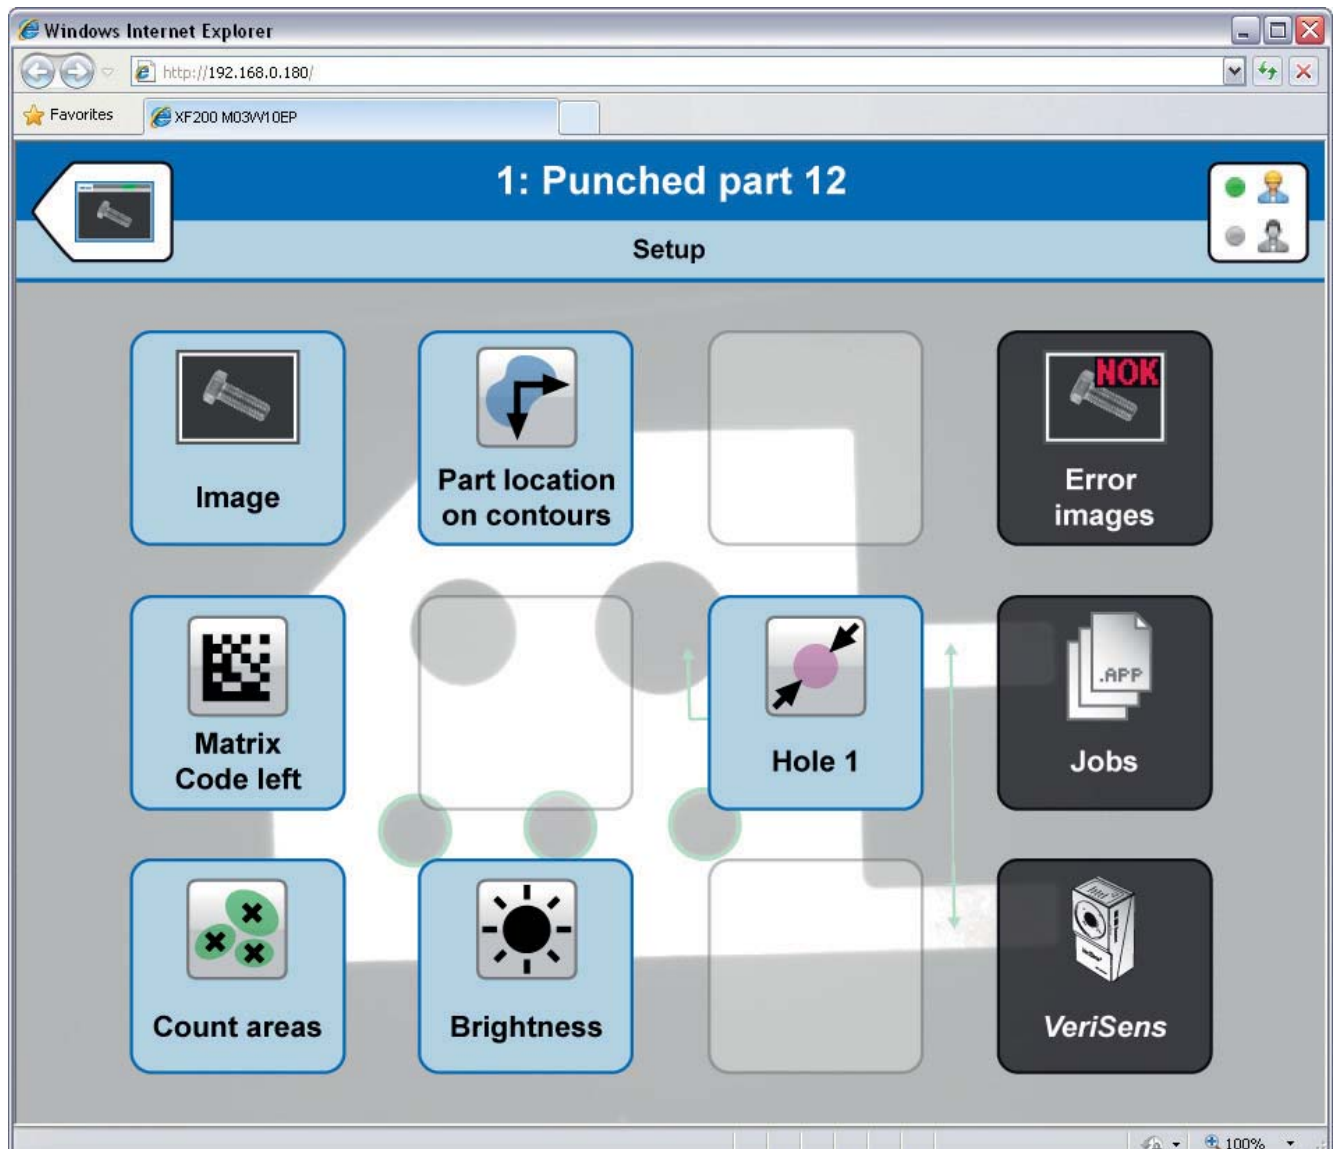 Windows Internet Explorer
http://192.168.0.180/
Favorites
XF200 M03W10EP
1: Punched part 12
Setup
Image
Part location
on contours
NOK
Error
images
Matrix
Code left
Hole 1
.APP
Jobs
Count areas
Brightness
VeriSens
100%